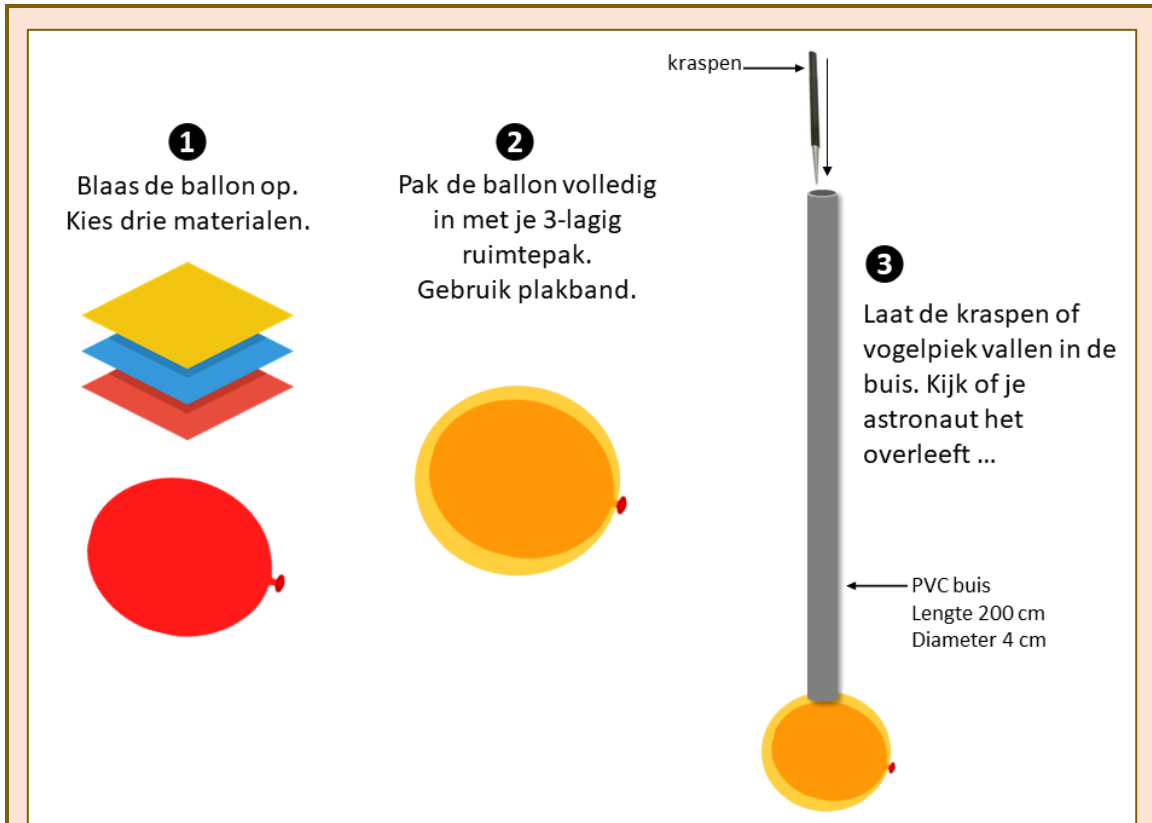 1
Blaas de ballon op.
Kies drie materialen.
2
Pak de ballon volledig
in met je 3-lagig
ruimtepak.
Gebruik plakband.
kraspen
3
Laat de kraspen of
vogelpiek vallen in de
buis. Kijk of je
astronaut het
overleeft ...
PVC buis
Lengte 200 cm
Diameter 4 cm